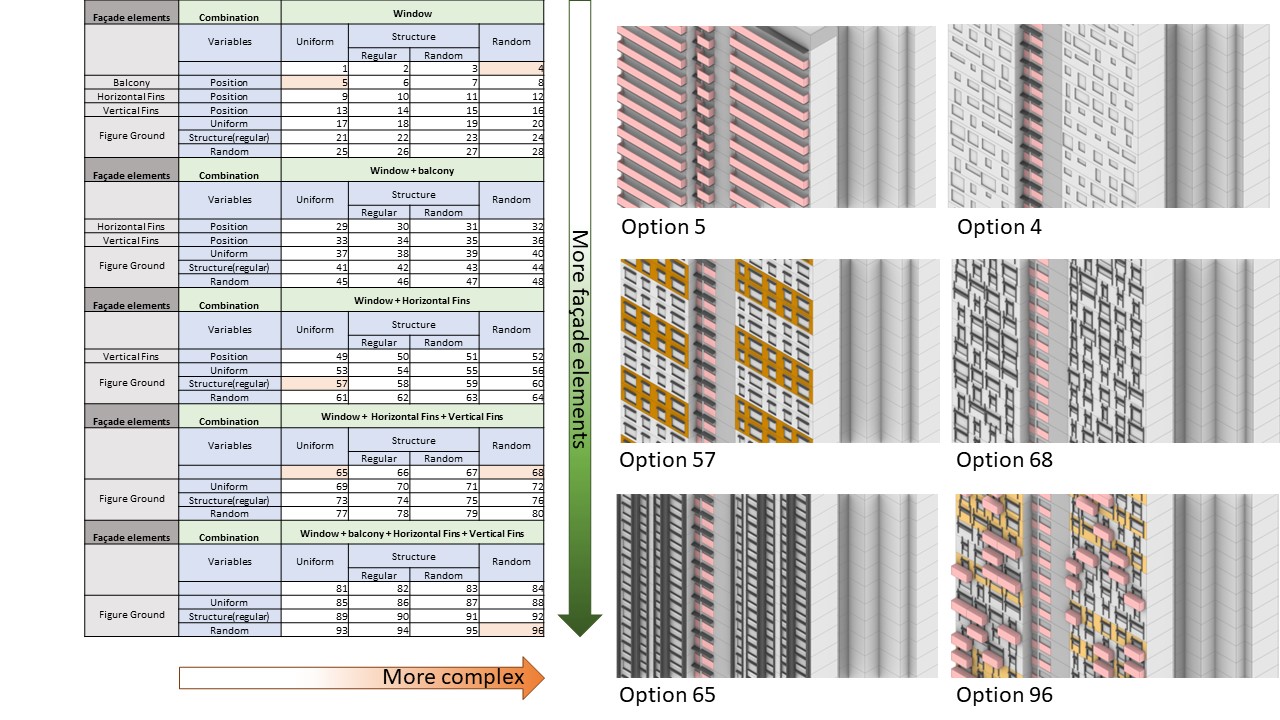 Façade elements Combination Window
Variables Uniform Structure Random
Regular Random
1 2 3 4
Balcony Position 5 6 7 8
Horizontal Fins Position 9 10 11 12
Vertical Fins Position 13 14 15 16
Figure Ground Uniform 17 18 19 20
Structure(regular) 21 22 23 24
Random 25 26 27 28
Façade elements Combination Window + balcony
Variables Uniform Structure Random
Regular Random
Horizontal Fins Position 29 30 31 32
Vertical Fins Position 33 34 35 36
Figure Ground Uniform 37 38 39 40
Structure(regular) 41 42 43 44
Random 45 46 47 48
Façade elements Combination Window + Horizontal Fins
Variables Uniform Structure Random
Regular Random
Vertical Fins Position 49 50 51 52
Figure Ground Uniform 53 54 55 56
Structure(regular) 57 58 59 60
Random 61 62 63 64
Façade elements Combination Window + Horizontal Fins + Vertical Fins
Variables Uniform Structure Random
Regular Random
65 66 67 68
Figure Ground Uniform 69 70 71 72
Structure(regular) 73 74 75 76
Random 77 78 79 80
Façade elements Combination Window + balcony + Horizontal Fins + Vertical Fins
Variables Uniform Structure Random
Regular Random
81 82 83 84
Figure Ground Uniform 85 86 87 88
Structure(regular) 89 90 91 92
Random 93 94 95 96
More complex
More façade elements
Option 5
Option 4
Option 57
Option 68
Option 65
Option 96